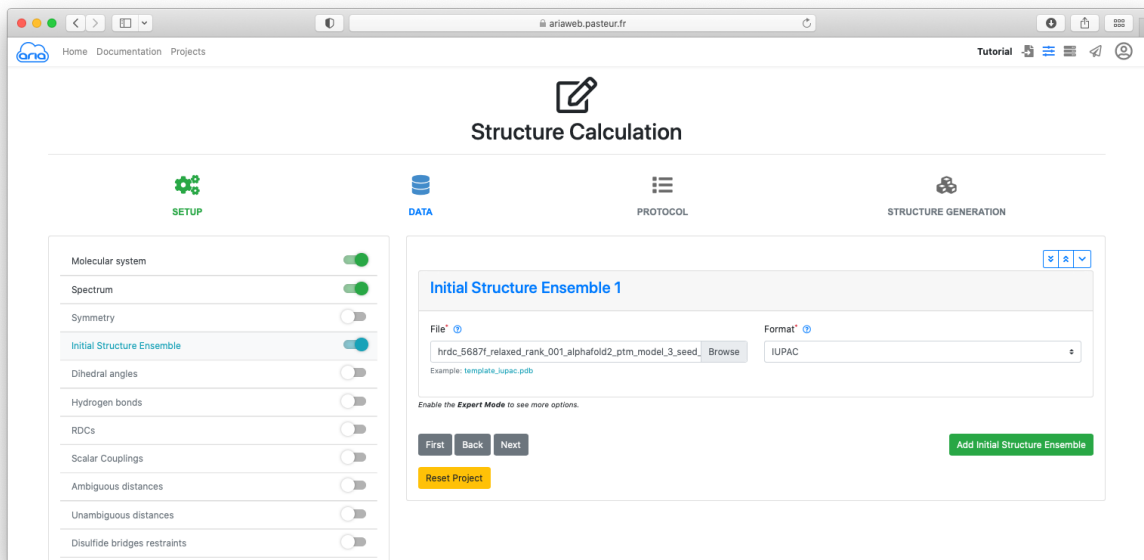 ariaweb.pasteur.fr
aria Home Documentation Projects Tutorial
Structure Calculation
SETUP DATA PROTOCOL STRUCTURE GENERATION
Molecular system
Spectrum
Symmetry
Initial Structure Ensemble
Dihedral angles
Hydrogen bonds
RDCs
Scalar Couplings
Ambiguous distances
Unambiguous distances
Disulfide bridges restraints
Initial Structure Ensemble 1
File* Format*
hrdc_5687f_relaxed_rank_001_alphafold2_ptm_model_3_seed_ Browse IUPAC
Example: template_iupac.pdb
Enable the Expert Mode to see more options.
First Back Next Add Initial Structure Ensemble
Reset Project